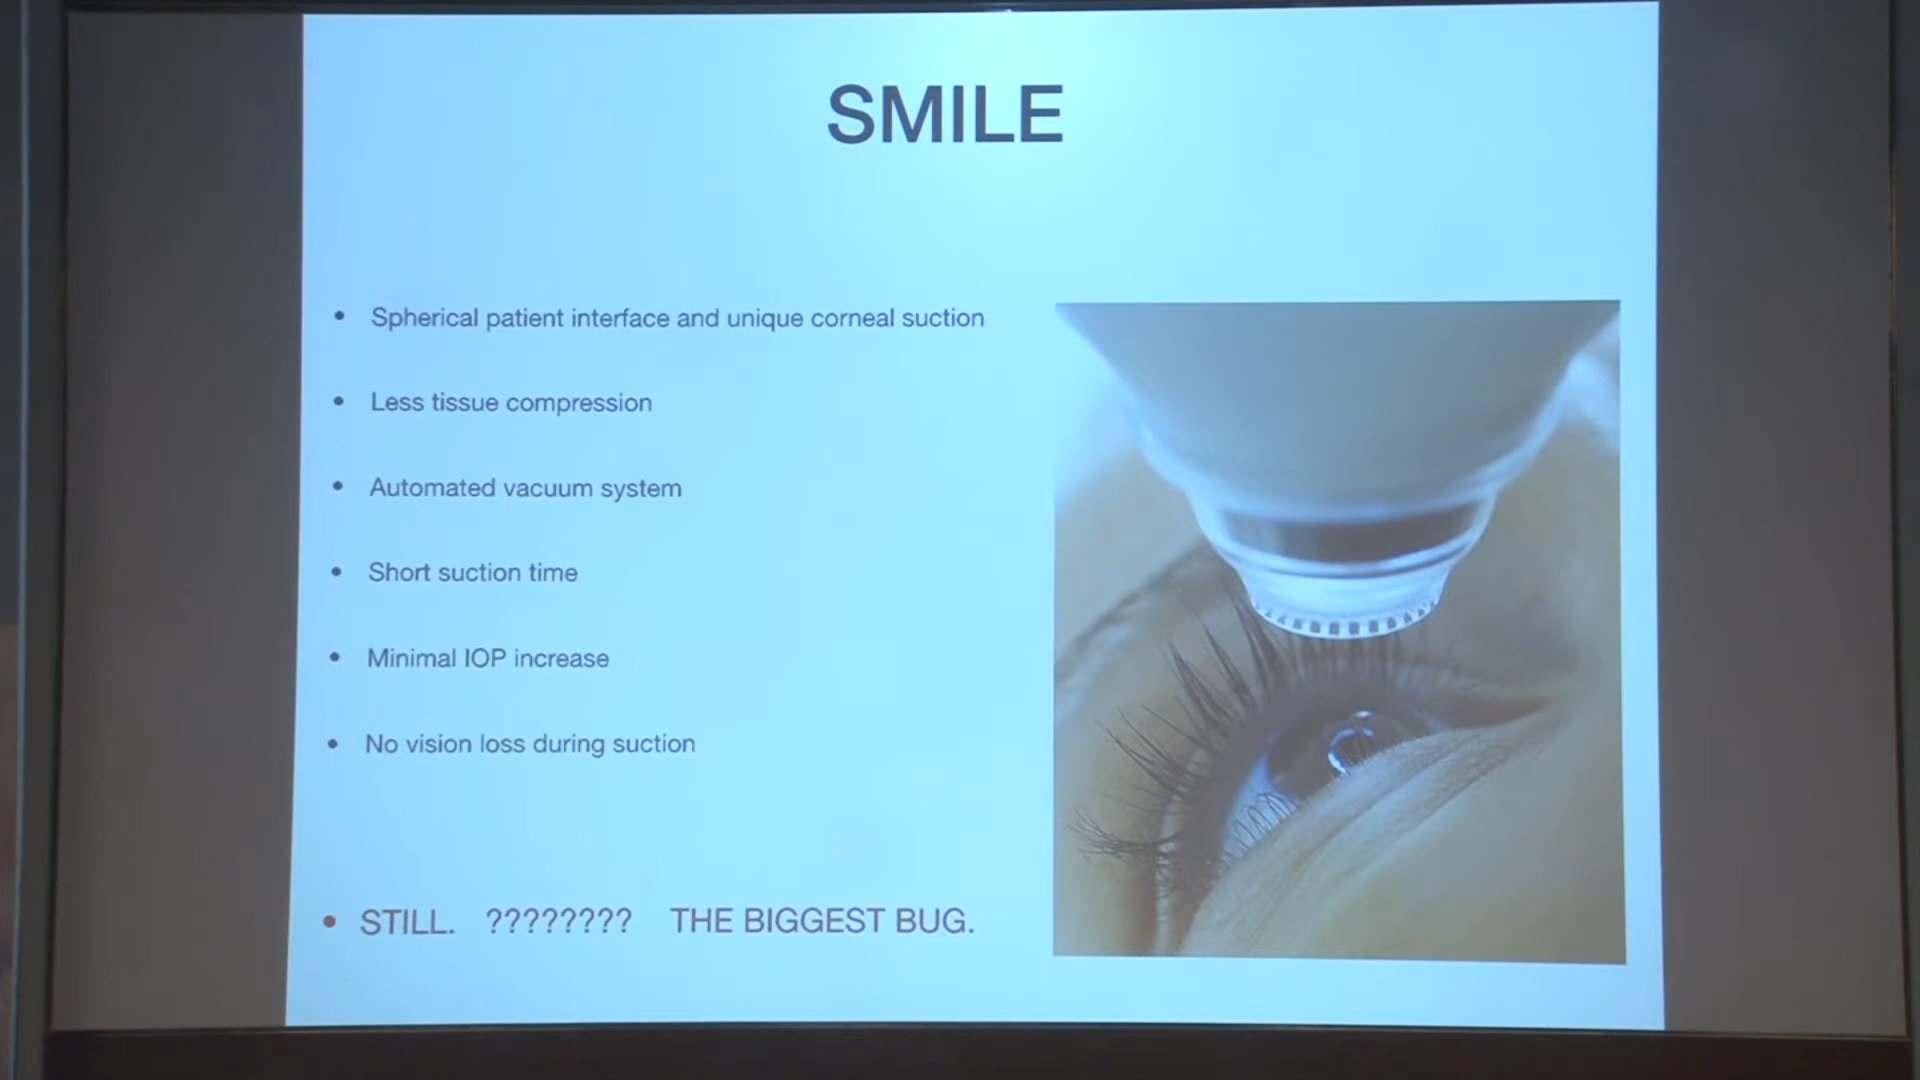 SMILE
• Spherical patient interface and unique corneal suction
• Less tissue compression
• Automated vacuum system
• Short suction time
• Minimal IOP increase
• No vision loss during suction
• STILL. ???????? THE BIGGEST BUG.